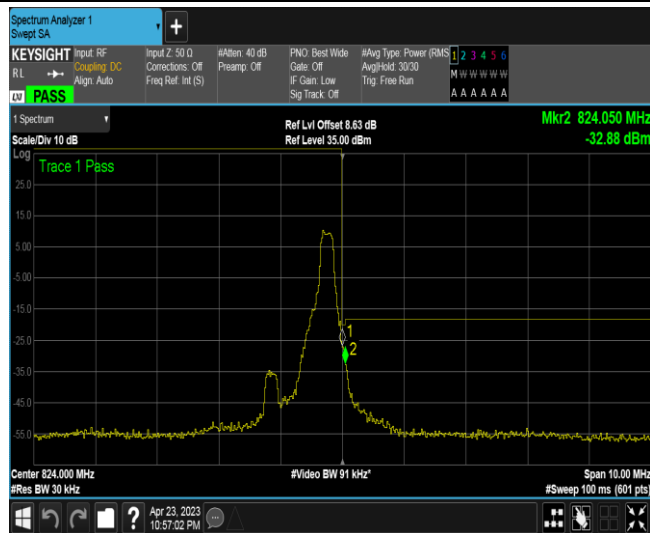 Spectrum Analyzer 1
Swept SA
+
KEYSIGHT
RL
LXI PASS
Input: RF
Coupling: DC
Align: Auto
Input Z: 50 Ω
Corrections: Off
Freq Ref: Int (S)
#Atten: 40 dB
Preamp: Off
PNO: Best Wide
Gate: Off
IF Gain: Low
Sig Track: Off
#Avg Type: Power (RMS
Avg|Hold: 30/30
Trig: Free Run
1 2 3 4 5 6
M W W W W W
A A A A A A
1 Spectrum
Scale/Div 10 dB
Ref Lvl Offset 8.63 dB
Ref Level 35.00 dBm
Mkr2 824.050 MHz
-32.88 dBm
Log
Trace 1 Pass
25.0
15.0
5.00
-5.00
-15.0
-25.0
-35.0
-45.0
-55.0
1
2
Center 824.000 MHz
#Res BW 30 kHz
#Video BW 91 kHz*
Span 10.00 MHz
#Sweep 100 ms (601 pts)
?
Apr 23, 2023
10:57:02 PM